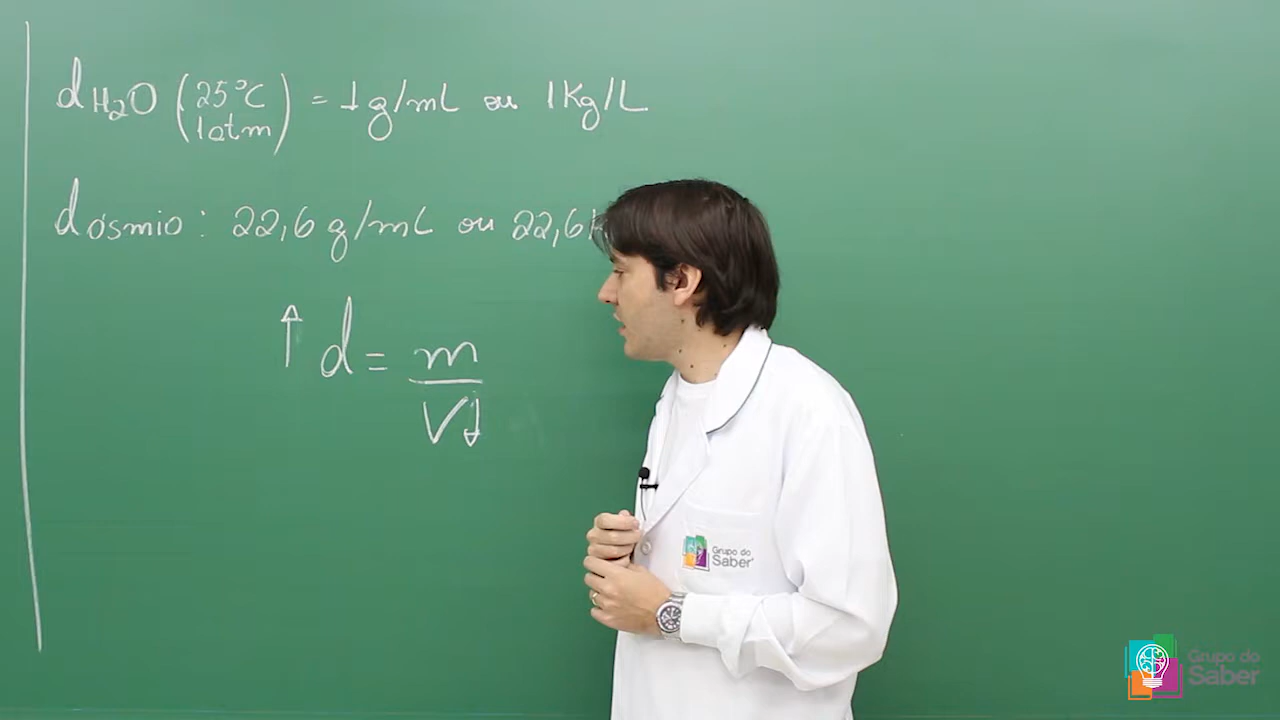 dH₂O (25°C 1atm) = 1g/mL ou 1Kg/L
dósmio : 22,6 g/mL ou 22,6 k
↑ d = m
V↓
Grupo do
Saber
Grupo do
Saber